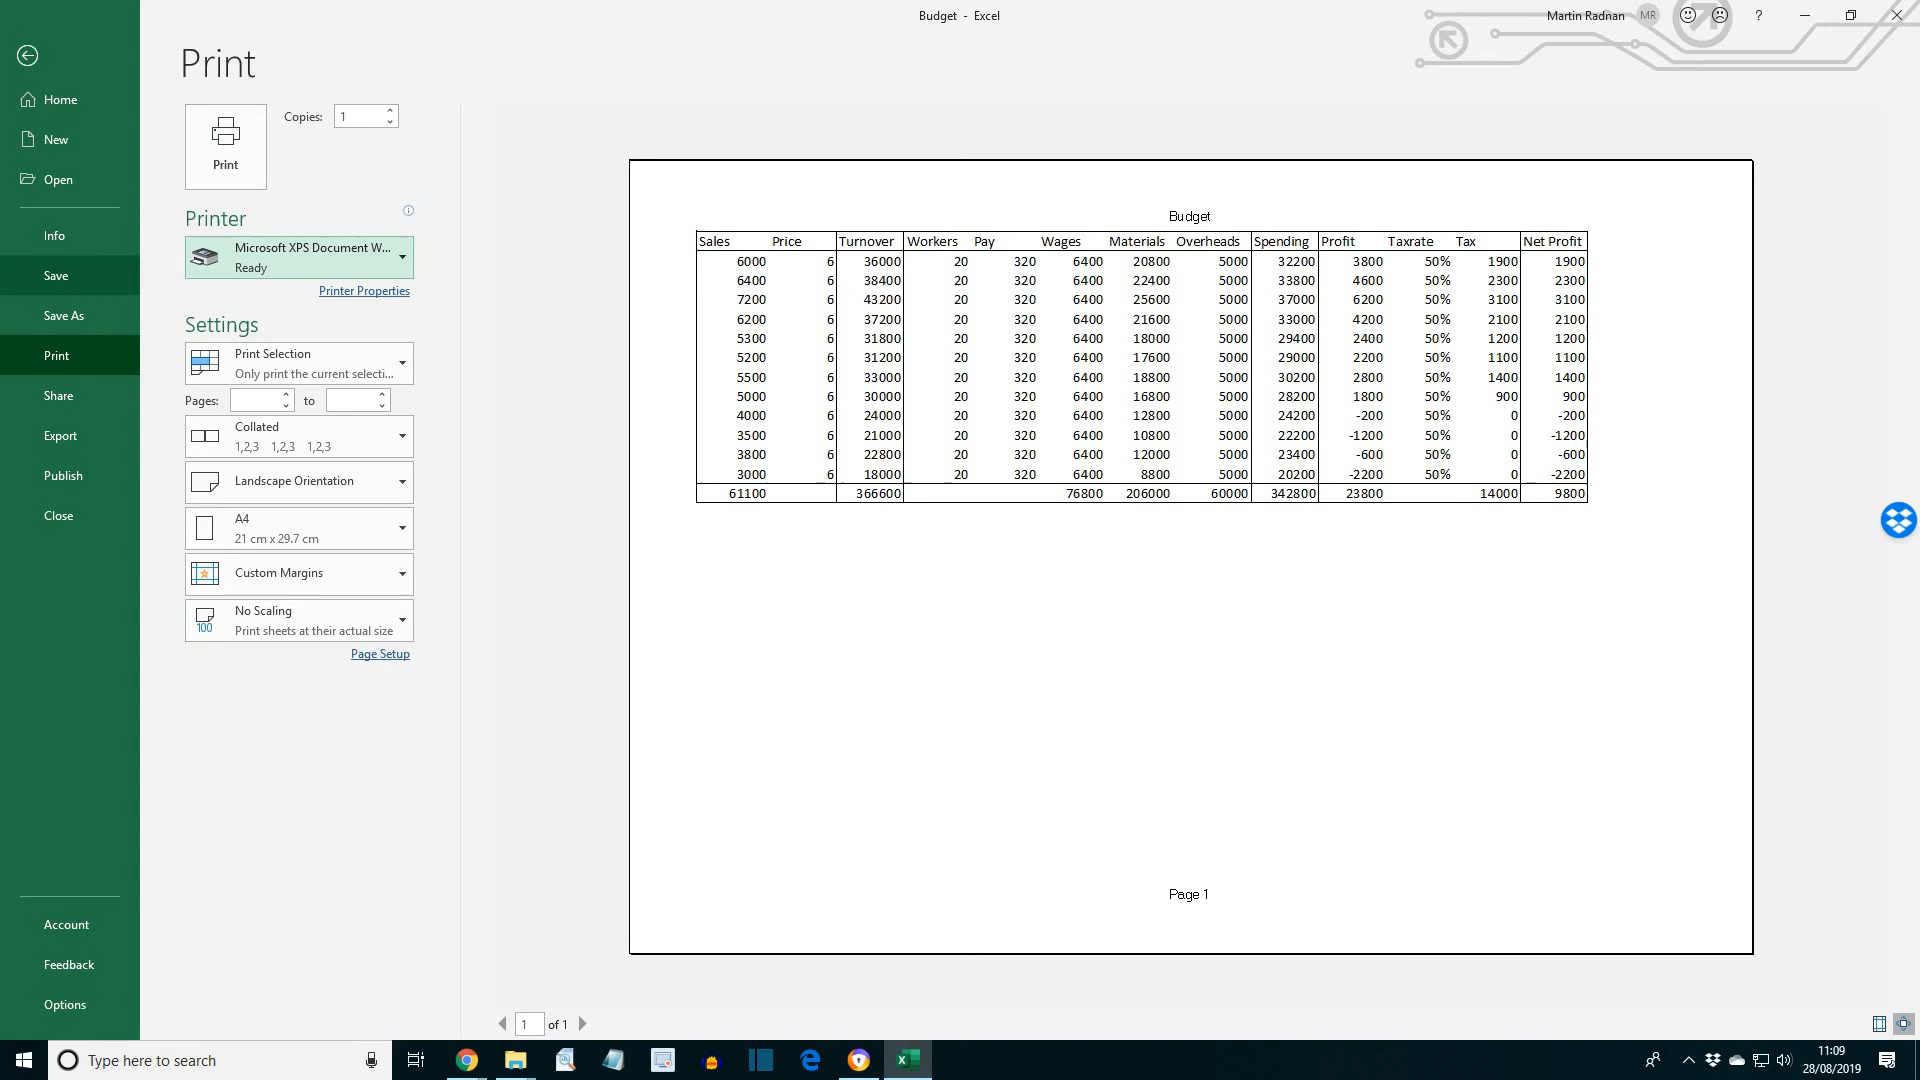 Budget - Excel
Martin Radnan MR ?
Print
Home
New
Open
Info
Save
Save As
Print
Share
Export
Publish
Close
Account
Feedback
Options
Print
Copies: 1
Printer
Microsoft XPS Document W...
Ready
Printer Properties
Settings
Print Selection
Only print the current selecti...
Pages: to
Collated
1,2,3 1,2,3 1,2,3
Landscape Orientation
A4
21 cm x 29.7 cm
Custom Margins
No Scaling
100 Print sheets at their actual size
Page Setup
Budget
Sales Price Turnover Workers Pay Wages Materials Overheads Spending Profit Taxrate Tax Net Profit
6000 6 36000 20 320 6400 20800 5000 32200 3800 50% 1900 1900
6400 6 38400 20 320 6400 22400 5000 33800 4600 50% 2300 2300
7200 6 43200 20 320 6400 25600 5000 37000 6200 50% 3100 3100
6200 6 37200 20 320 6400 21600 5000 33000 4200 50% 2100 2100
5300 6 31800 20 320 6400 18000 5000 29400 2400 50% 1200 1200
5200 6 31200 20 320 6400 17600 5000 29000 2200 50% 1100 1100
5500 6 33000 20 320 6400 18800 5000 30200 2800 50% 1400 1400
5000 6 30000 20 320 6400 16800 5000 28200 1800 50% 900 900
4000 6 24000 20 320 6400 12800 5000 24200 -200 50% 0 -200
3500 6 21000 20 320 6400 10800 5000 22200 -1200 50% 0 -1200
3800 6 22800 20 320 6400 12000 5000 23400 -600 50% 0 -600
3000 6 18000 20 320 6400 8800 5000 20200 -2200 50% 0 -2200
61100 366600 76800 206000 60000 342800 23800 14000 9800
Page 1
1 of 1
Type here to search
11:09
28/08/2019